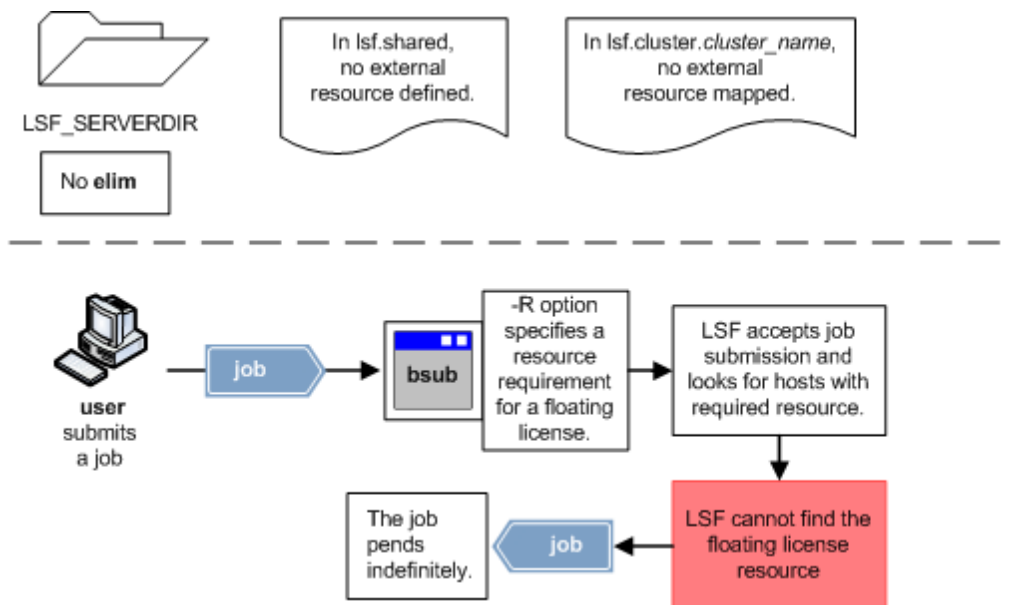 In lsf.shared,
no external
resource defined.
In lsf.cluster.cluster_name,
no external
resource mapped.
LSF_SERVERDIR
No elim
user
submits
a job
job
bsub
-R option
specifies a
resource
requirement
for a floating
license.
LSF accepts job
submission and
looks for hosts with
required resource.
LSF cannot find the
floating license
resource
job
The job
pends
indefinitely.